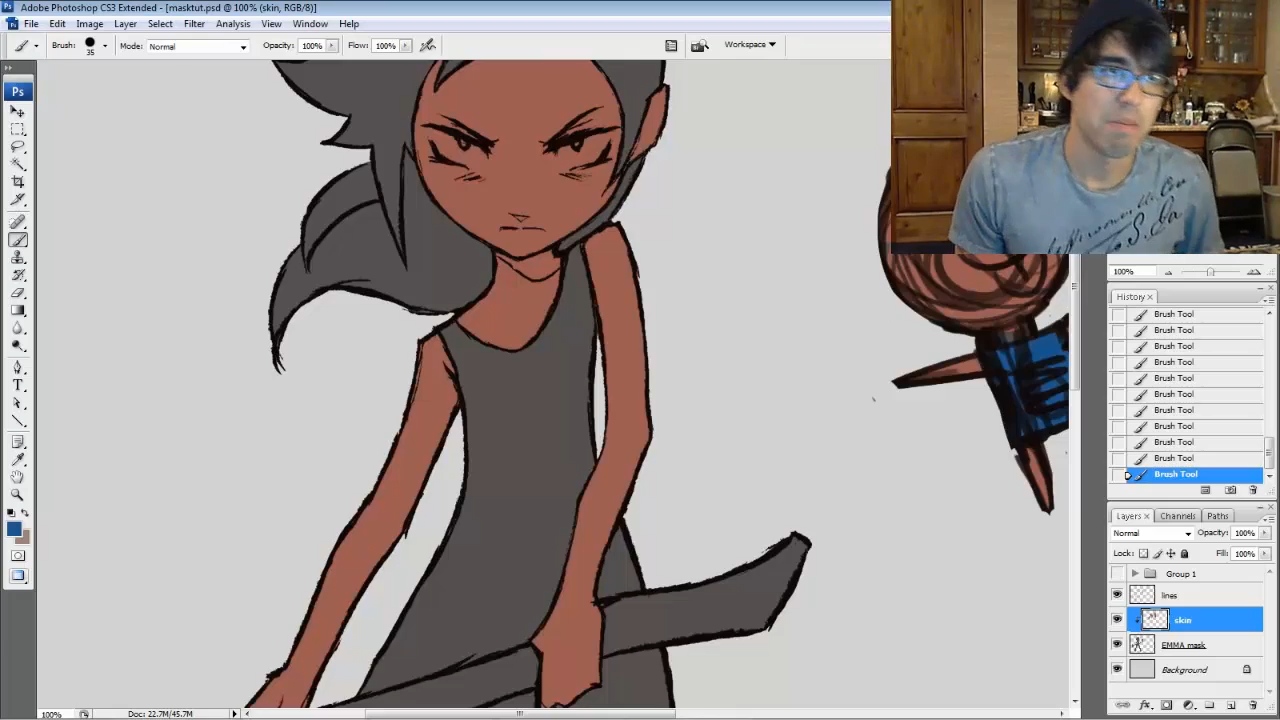 Adobe Photoshop CS3 Extended - [masktut.psd @ 100% (skin, RGB/8)]
File Edit Image Layer Select Analysis Filter View Window Help
Brush: 35 Mode: Normal Opacity: 100% Flow: 100% Workspace
Ps
T
100%
History
Brush Tool
Brush Tool
Brush Tool
Brush Tool
Brush Tool
Brush Tool
Brush Tool
Brush Tool
Brush Tool
Brush Tool
Brush Tool
Layers Channels Paths
Normal Opacity: 100%
Lock: Fill: 100%
Group 1
lines
skin
EMMA mask
Background
100% Doc: 22.7M/45.7M